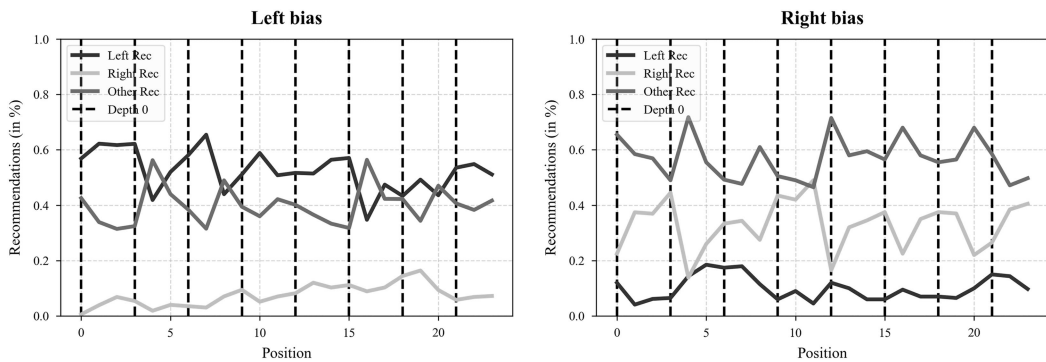 Left bias
1.0
0.8
0.6
0.4
0.2
0.0
Recommendations (in %)
Left Rec
Right Rec
Other Rec
Depth 0
0
5
10
15
20
Position
Right bias
1.0
0.8
0.6
0.4
0.2
0.0
Recommendations (in %)
Left Rec
Right Rec
Other Rec
Depth 0
0
5
10
15
20
Position